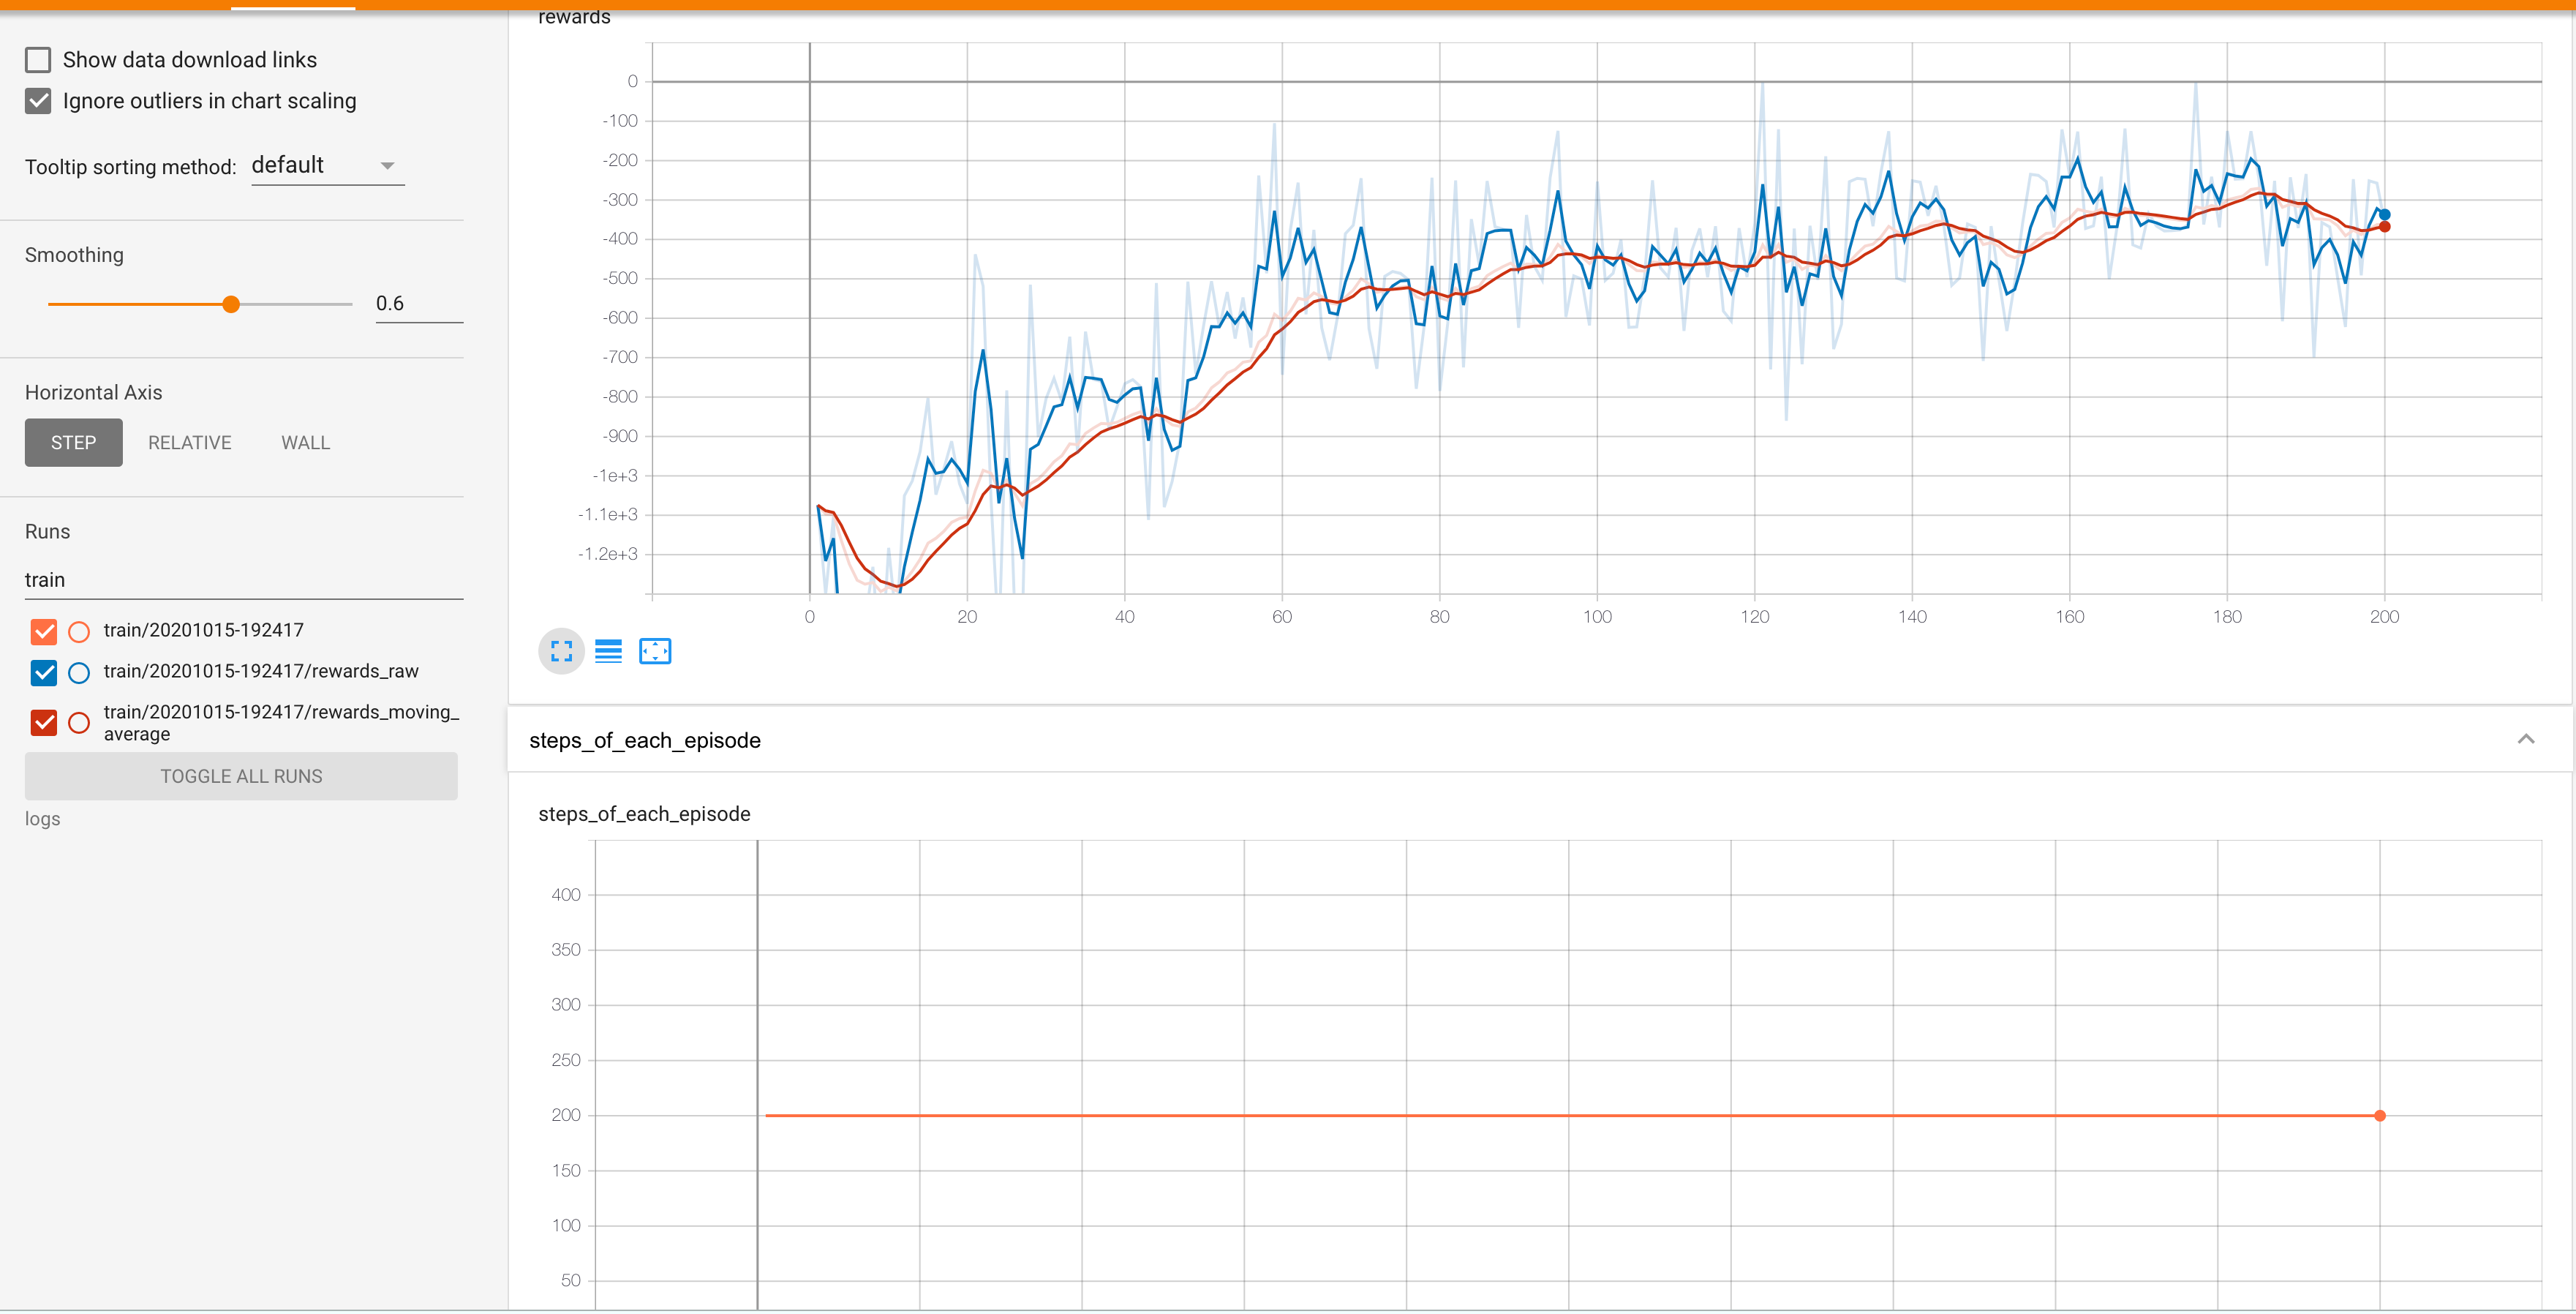 Show data download links
Ignore outliers in chart scaling
Tooltip sorting method: default
Smoothing
0.6
Horizontal Axis
STEP RELATIVE WALL
Runs
train
train/20201015-192417
train/20201015-192417/rewards_raw
train/20201015-192417/rewards_moving_
average
TOGGLE ALL RUNS
logs
rewards
0
-100
-200
-300
-400
-500
-600
-700
-800
-900
-1e+3
-1.1e+3
-1.2e+3
0 20 40 60 80 100 120 140 160 180 200
steps_of_each_episode
steps_of_each_episode
400
350
300
250
200
150
100
50